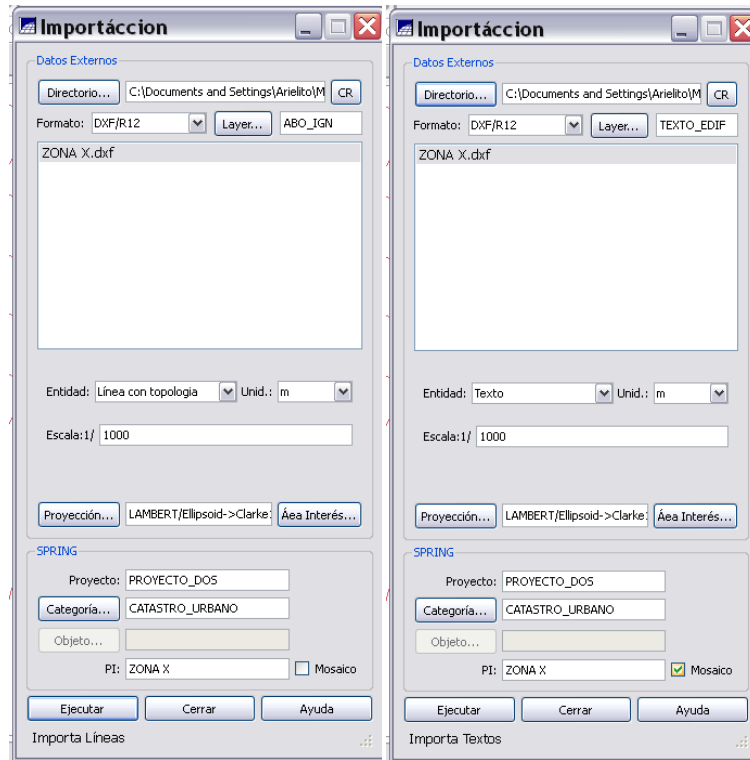 Importáccion
Datos Externos
Directorio... C:\Documents and Settings\Arielito\M CR
Formato: DXF/R12 Layer... ABO_IGN
ZONA X.dxf
Entidad: Línea con topologia Unid.: m
Escala:1/ 1000
Proyección... LAMBERT/Ellipsoid->Clarke: Áea Interés...
SPRING
Proyecto: PROYECTO_DOS
Categoría... CATASTRO_URBANO
Objeto...
PI: ZONA X Mosaico
Ejecutar Cerrar Ayuda
Importa Líneas
Importáccion
Datos Externos
Directorio... C:\Documents and Settings\Arielito\M CR
Formato: DXF/R12 Layer... TEXTO_EDIF
ZONA X.dxf
Entidad: Texto Unid.: m
Escala:1/ 1000
Proyección... LAMBERT/Ellipsoid->Clarke: Áea Interés...
SPRING
Proyecto: PROYECTO_DOS
Categoría... CATASTRO_URBANO
Objeto...
PI: ZONA X Mosaico
Ejecutar Cerrar Ayuda
Importa Textos